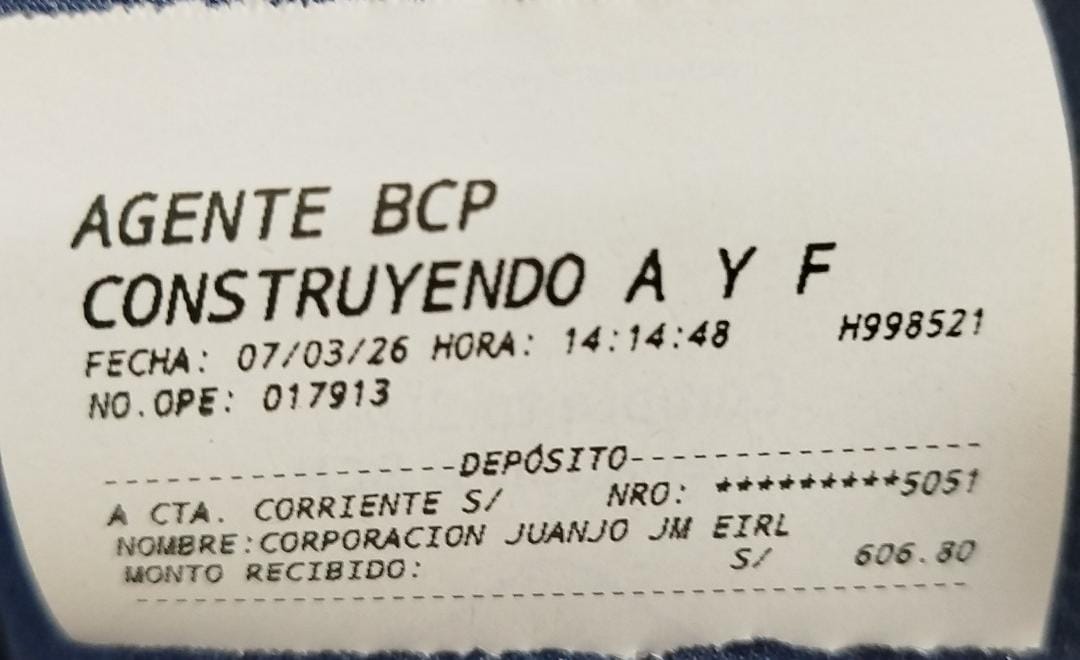 AGENTE BCP
CONSTRUYENDO A Y F
FECHA: 07/03/26 HORA: 14:14:48 H998521
NO.OPE: 017913
----------------DEPÓSITO----------------
A CTA. CORRIENTE S/ NRO: *********5051
NOMBRE:CORPORACION JUANJO JM EIRL
MONTO RECIBIDO: S/ 606.80